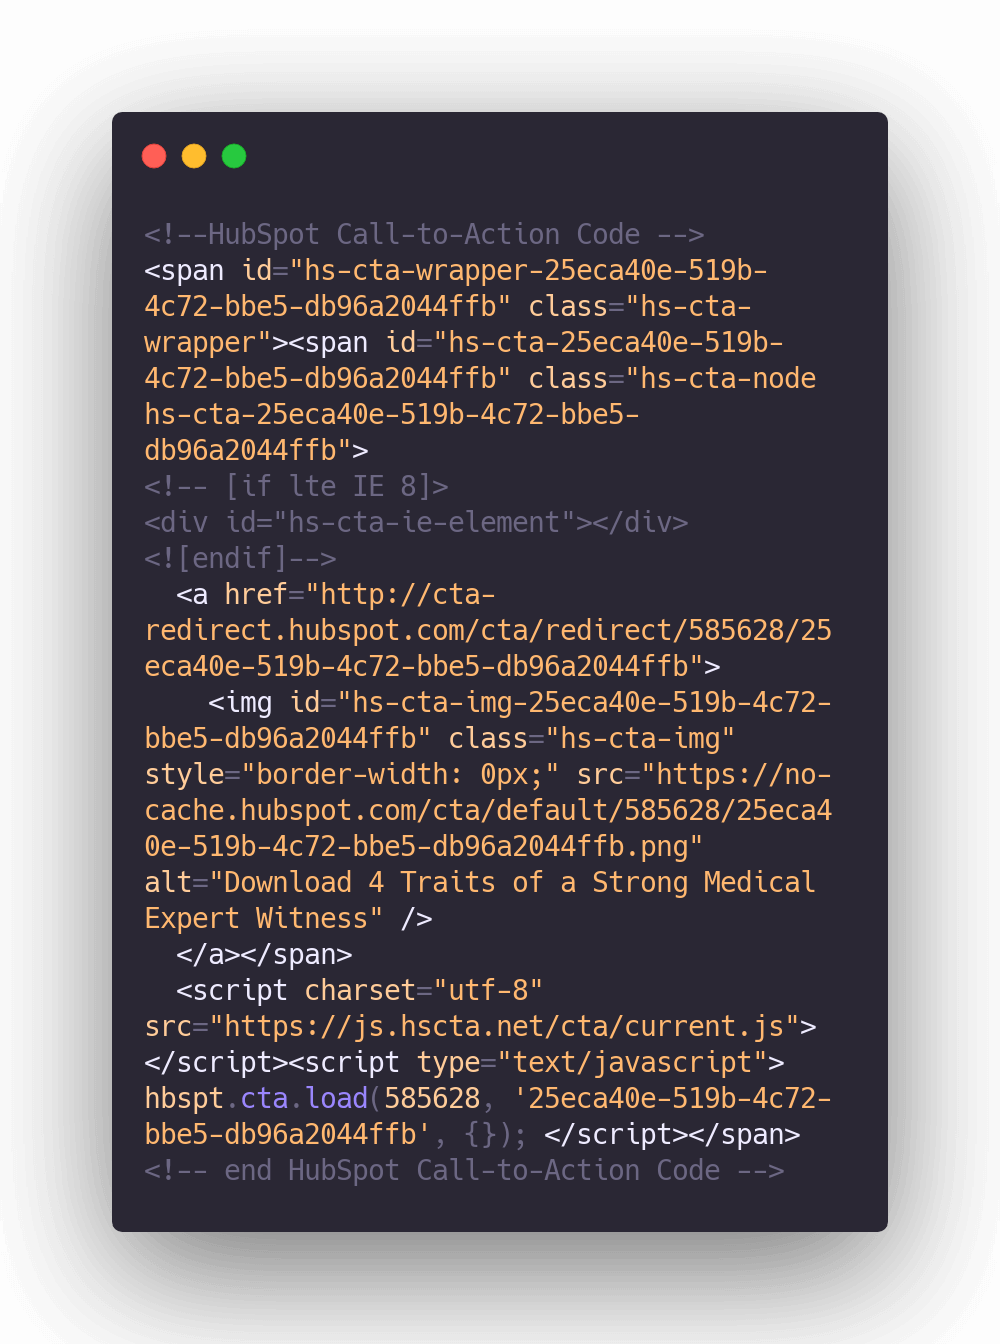 <!--HubSpot Call-to-Action Code -->
<span id="hs-cta-wrapper-25eca40e-519b-
4c72-bbe5-db96a2044ffb" class="hs-cta-
wrapper"><span id="hs-cta-25eca40e-519b-
4c72-bbe5-db96a2044ffb" class="hs-cta-node
hs-cta-25eca40e-519b-4c72-bbe5-
db96a2044ffb">
<!-- [if lte IE 8]>
<div id="hs-cta-ie-element"></div>
<![endif]-->
  <a href="http://cta-
redirect.hubspot.com/cta/redirect/585628/25
eca40e-519b-4c72-bbe5-db96a2044ffb">
    <img id="hs-cta-img-25eca40e-519b-4c72-
bbe5-db96a2044ffb" class="hs-cta-img"
style="border-width: 0px;" src="https://no-
cache.hubspot.com/cta/default/585628/25eca4
0e-519b-4c72-bbe5-db96a2044ffb.png"
alt="Download 4 Traits of a Strong Medical
Expert Witness" />
  </a></span>
  <script charset="utf-8"
src="https://js.hscta.net/cta/current.js">
</script><script type="text/javascript">
hbspt.cta.load(585628, '25eca40e-519b-4c72-
bbe5-db96a2044ffb', {}); </script></span>
<!-- end HubSpot Call-to-Action Code -->